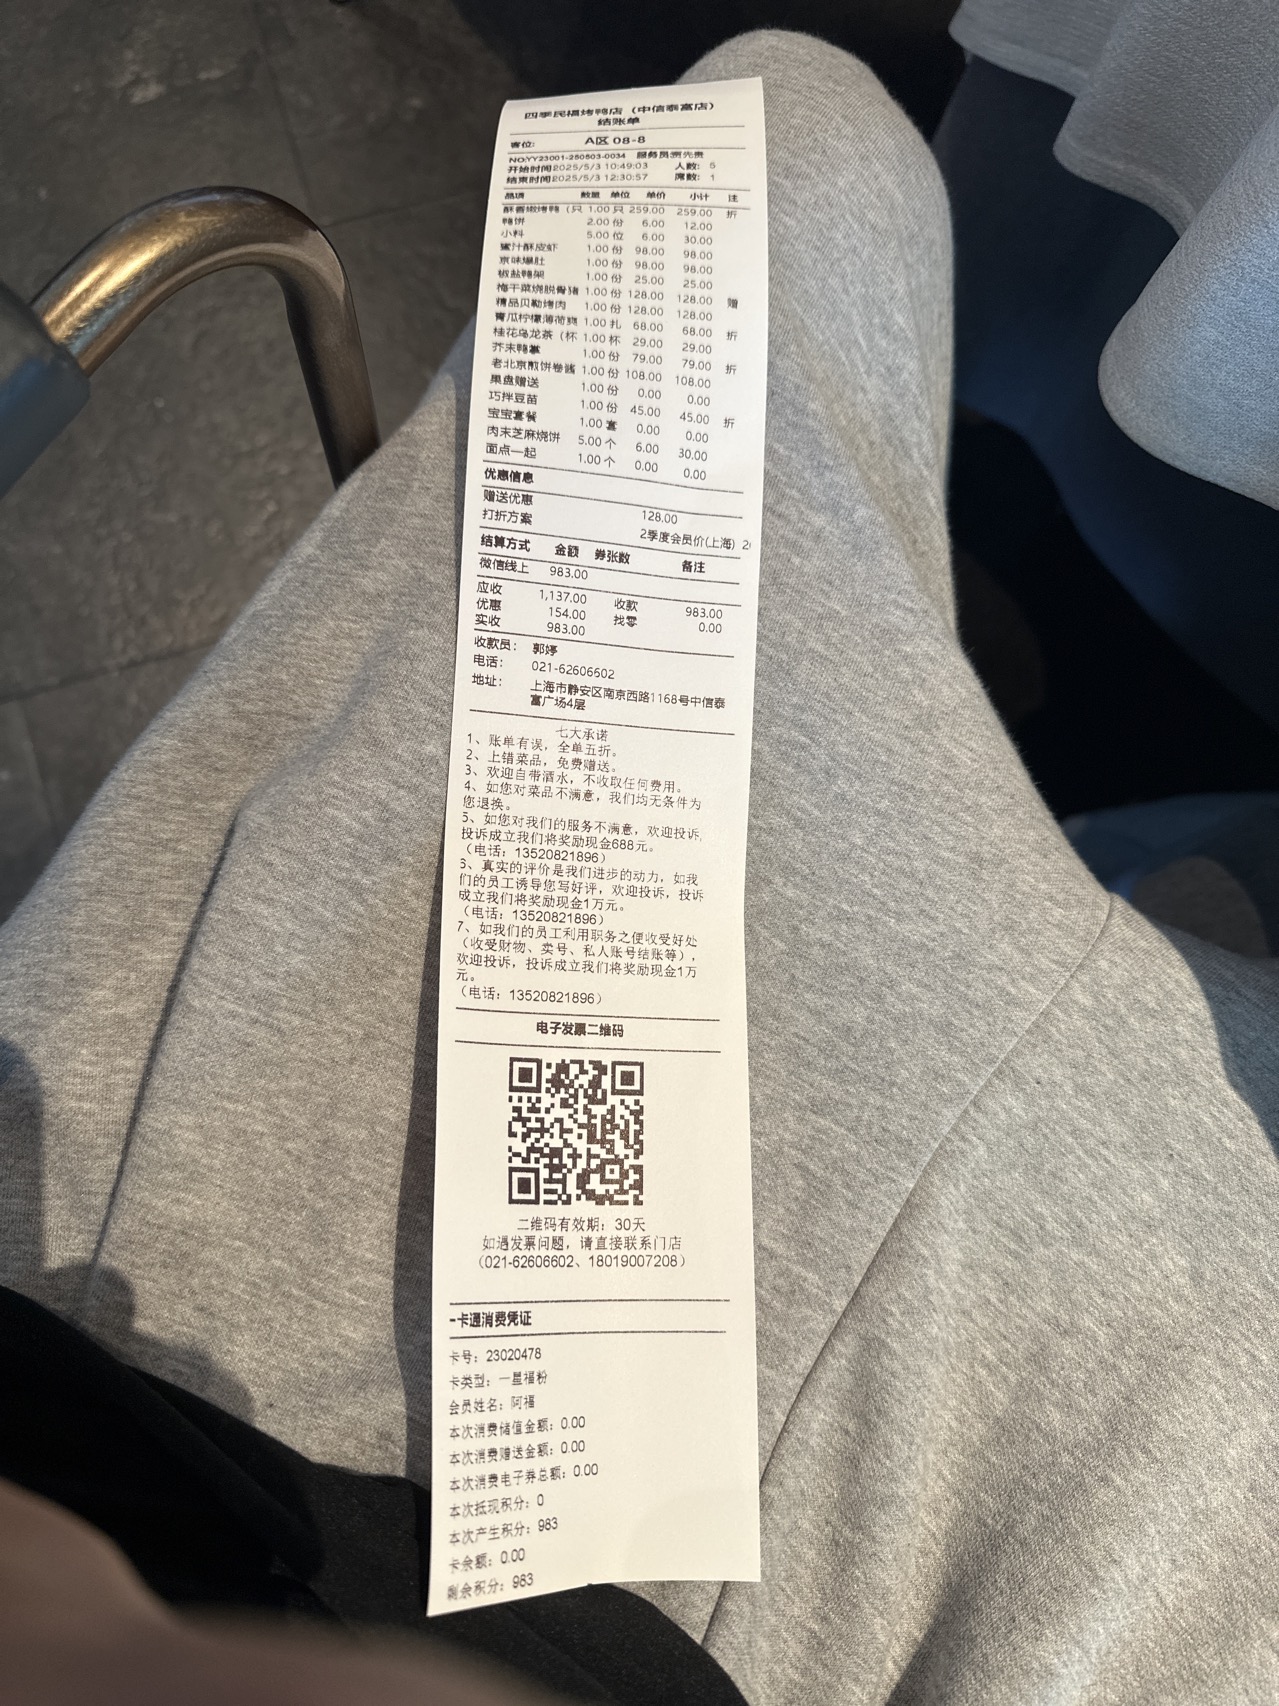 四季民福烤鸭店（中信泰富店）
结账单
客位: A区 08-8
NO:YY23001-250503-0034 服务员:贾先贵
开始时间:2025/5/3 10:49:03 人数: 5
结束时间:2025/5/3 12:30:57 席数: 1
品项 数量 单位 单价 小计 注
酥香嫩烤鸭（只 1.00 只 259.00 259.00 折
鸭饼 2.00 份 6.00 12.00
小料 5.00 位 6.00 30.00
蜜汁酥皮虾 1.00 份 98.00 98.00
京味爆肚 1.00 份 98.00 98.00
椒盐鸭架 1.00 份 25.00 25.00
梅干菜烧脱骨猪 1.00 份 128.00 128.00 赠
精品贝勒烤肉 1.00 份 128.00 128.00
青瓜柠檬薄荷爽 1.00 扎 68.00 68.00 折
桂花乌龙茶（杯 1.00 杯 29.00 29.00
芥末鸭掌 1.00 份 79.00 79.00 折
老北京煎饼卷酱 1.00 份 108.00 108.00
果盘赠送 1.00 份 0.00 0.00
巧拌豆苗 1.00 份 45.00 45.00 折
宝宝套餐 1.00 套 0.00 0.00
肉末芝麻烧饼 5.00 个 6.00 30.00
面点一起 1.00 个 0.00 0.00
优惠信息
赠送优惠 128.00
打折方案 2季度会员价(上海) 2
结算方式 金额 券张数 备注
微信线上 983.00
应收 1,137.00 收款 983.00
优惠 154.00 找零 0.00
实收 983.00
收款员: 郭婷
电话: 021-62606602
地址: 上海市静安区南京西路1168号中信泰
富广场4层
七大承诺
1、账单有误，全单五折。
2、上错菜品，免费赠送。
3、欢迎自带酒水，不收取任何费用。
4、如您对菜品不满意，我们均无条件为
您退换。
5、如您对我们的服务不满意，欢迎投诉,
投诉成立我们将奖励现金688元。
（电话：13520821896）
6、真实的评价是我们进步的动力，如我
们的员工诱导您写好评，欢迎投诉，投诉
成立我们将奖励现金1万元。
（电话：13520821896）
7、如我们的员工利用职务之便收受好处
（收受财物、卖号、私人账号结账等），
欢迎投诉，投诉成立我们将奖励现金1万
元。
（电话：13520821896）
电子发票二维码
二维码有效期：30天
如遇发票问题，请直接联系门店
（021-62606602、18019007208）
一卡通消费凭证
卡号：23020478
卡类型：一星福粉
会员姓名：阿福
本次消费储值金额：0.00
本次消费赠送金额：0.00
本次消费电子券总额：0.00
本次抵现积分：0
本次产生积分：983
卡余额：0.00
剩余积分：983